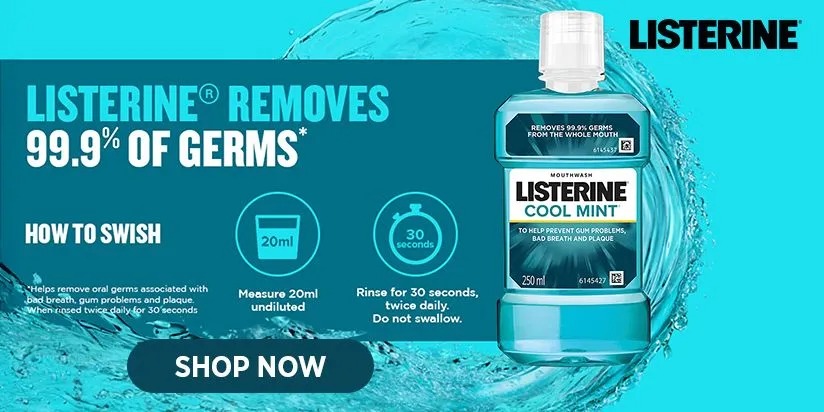 LISTERINE
LISTERINE® REMOVES
99.9% OF GERMS*
HOW TO SWISH
20ml
Measure 20ml
undiluted
30
seconds
Rinse for 30 seconds,
twice daily.
Do not swallow.
*Helps remove oral germs associated with
bad breath, gum problems and plaque.
When rinsed twice daily for 30 seconds
SHOP NOW
REMOVES 99.9% GERMS
FROM THE WHOLE MOUTH
6145437
MOUTHWASH
LISTERINE
COOL MINT
TO HELP PREVENT GUM PROBLEMS,
BAD BREATH AND PLAQUE
250 ml
6145427